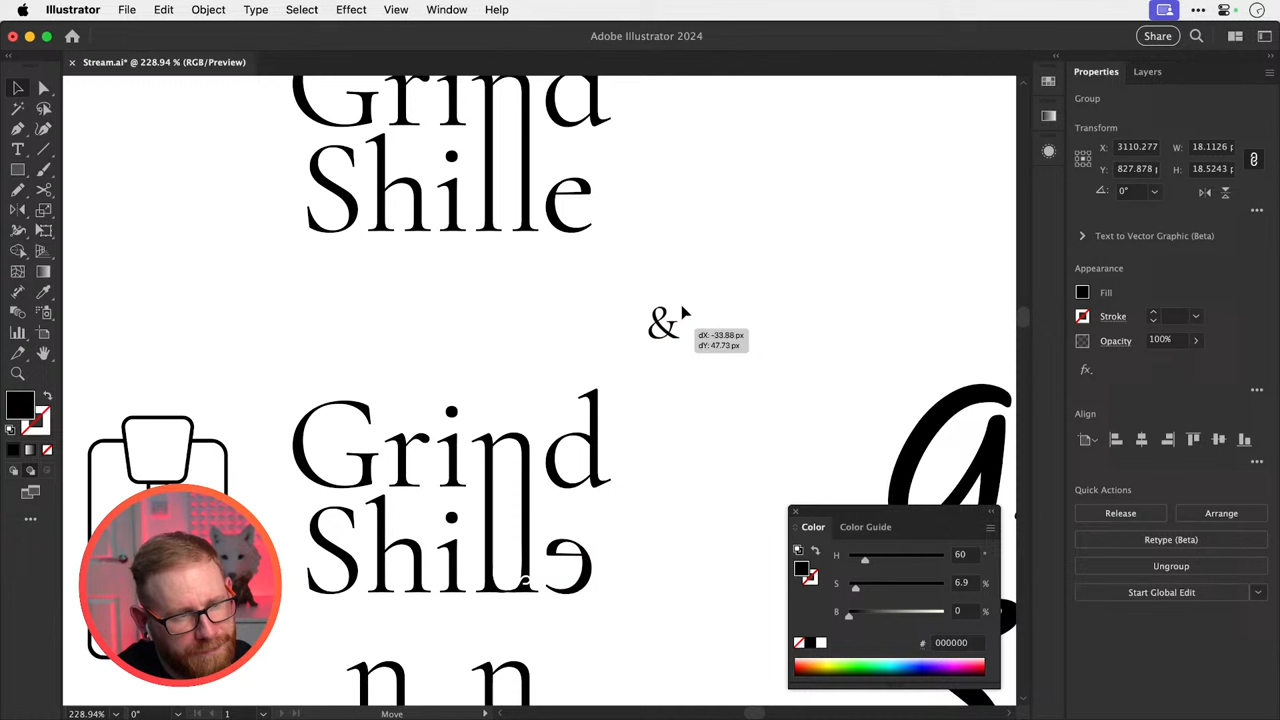 Illustrator File Edit Object Type Select Effect View Window Help
Adobe Illustrator 2024
Share
Stream.ai* @ 228.94 % (RGB/Preview)
Properties Layers
Group
Transform
X: 3110.277 W: 18.1126 p
Y: 827.878 p H: 18.5243 p
0°
Text to Vector Graphic (Beta)
Appearance
Fill
Stroke
Opacity 100%
fx.
Align
Quick Actions
Release Arrange
Retype (Beta)
Ungroup
Start Global Edit
Grind
Shille
&
dX: -33.88 px
dY: 47.73 px
Grind
Shille
n n
Color Color Guide
H 60 °
S 6.9 %
B 0 %
# 000000
228.94% 0° 1 Move